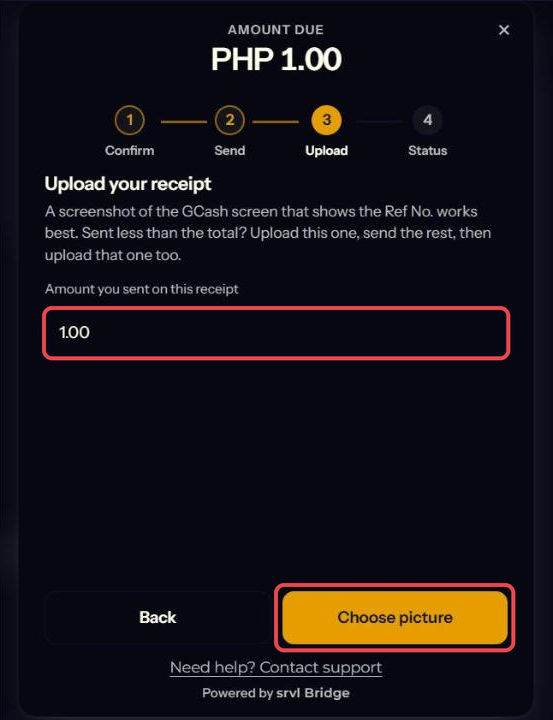 AMOUNT DUE
PHP 1.00
1
2
3
4
Confirm
Send
Upload
Status
Upload your receipt
A screenshot of the GCash screen that shows the Ref No. works
best. Sent less than the total? Upload this one, send the rest, then
upload that one too.
Amount you sent on this receipt
1.00
Back
Choose picture
Need help? Contact support
Powered by srvl Bridge